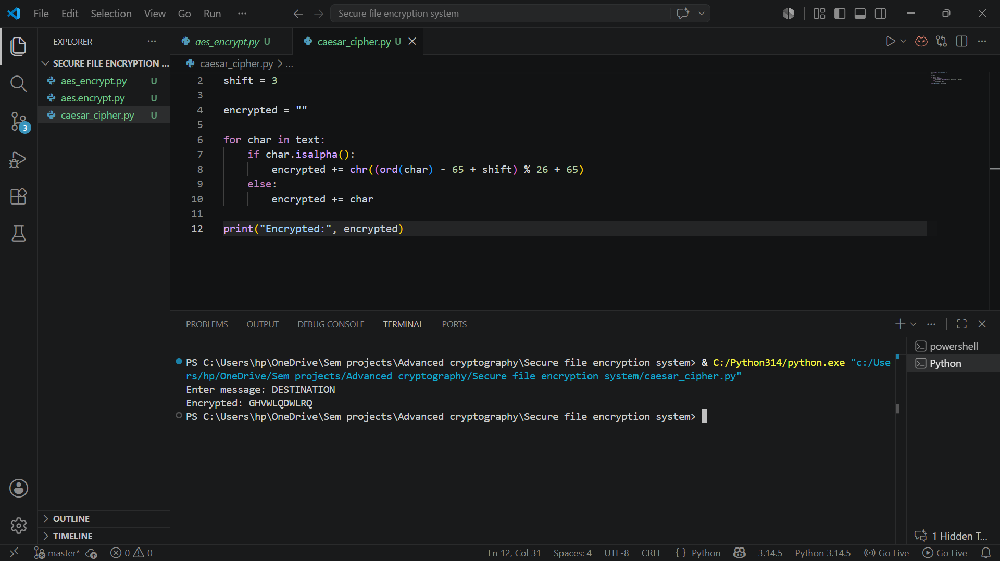 File Edit Selection View Go Run ···
Secure file encryption system
EXPLORER ···
aes_encrypt.py U
caesar_cipher.py U
SECURE FILE ENCRYPTION ...
aes_encrypt.py U
aes.encrypt.py U
caesar_cipher.py U
3
caesar_cipher.py > ...
2 shift = 3
3
4 encrypted = ""
5
6 for char in text:
7 if char.isalpha():
8 encrypted += chr((ord(char) - 65 + shift) % 26 + 65)
9 else:
10 encrypted += char
11
12 print("Encrypted:", encrypted)
PROBLEMS OUTPUT DEBUG CONSOLE TERMINAL PORTS
PS C:\Users\hp\OneDrive\Sem projects\Advanced cryptography\Secure file encryption system> & C:/Python314/python.exe "c:/Use
rs/hp/OneDrive/Sem projects/Advanced cryptography/Secure file encryption system/caesar_cipher.py"
Enter message: DESTINATION
Encrypted: GHVWLQDWLRQ
PS C:\Users\hp\OneDrive\Sem projects\Advanced cryptography\Secure file encryption system>
powershell
Python
1 Hidden T...
OUTLINE
TIMELINE
master* 0 0
Ln 12, Col 31 Spaces: 4 UTF-8 CRLF { } Python 3.14.5 Python 3.14.5 Go Live Go Live